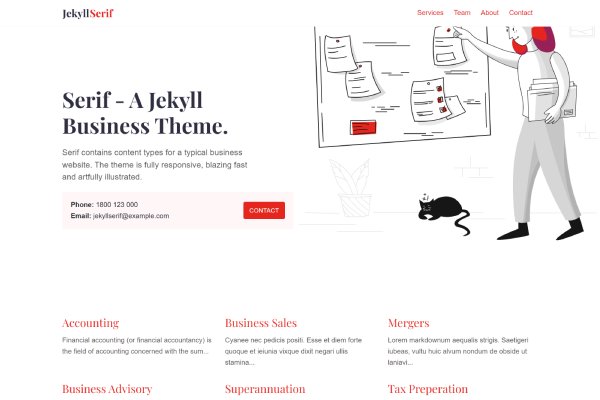 JekyllSerif
Services Team About Contact
Serif - A Jekyll
Business Theme.
Serif contains content types for a typical business
website. The theme is fully responsive, blazing fast
and artfully illustrated.
Phone: 1800 123 000
Email: jekyllserif@example.com
CONTACT
Accounting
Financial accounting (or financial accountancy) is
the field of accounting concerned with the sum...
Business Sales
Cyanee nec pedicis positi. Esse et diem forte
quoque et ieiunia vixque dixit negari ullis
stamina...
Mergers
Lorem markdownum aequalis strigis. Saetigeri
iubeas, vultu huic alvum nondum de obside ut
laniavi...
Business Advisory
Superannuation
Tax Preperation